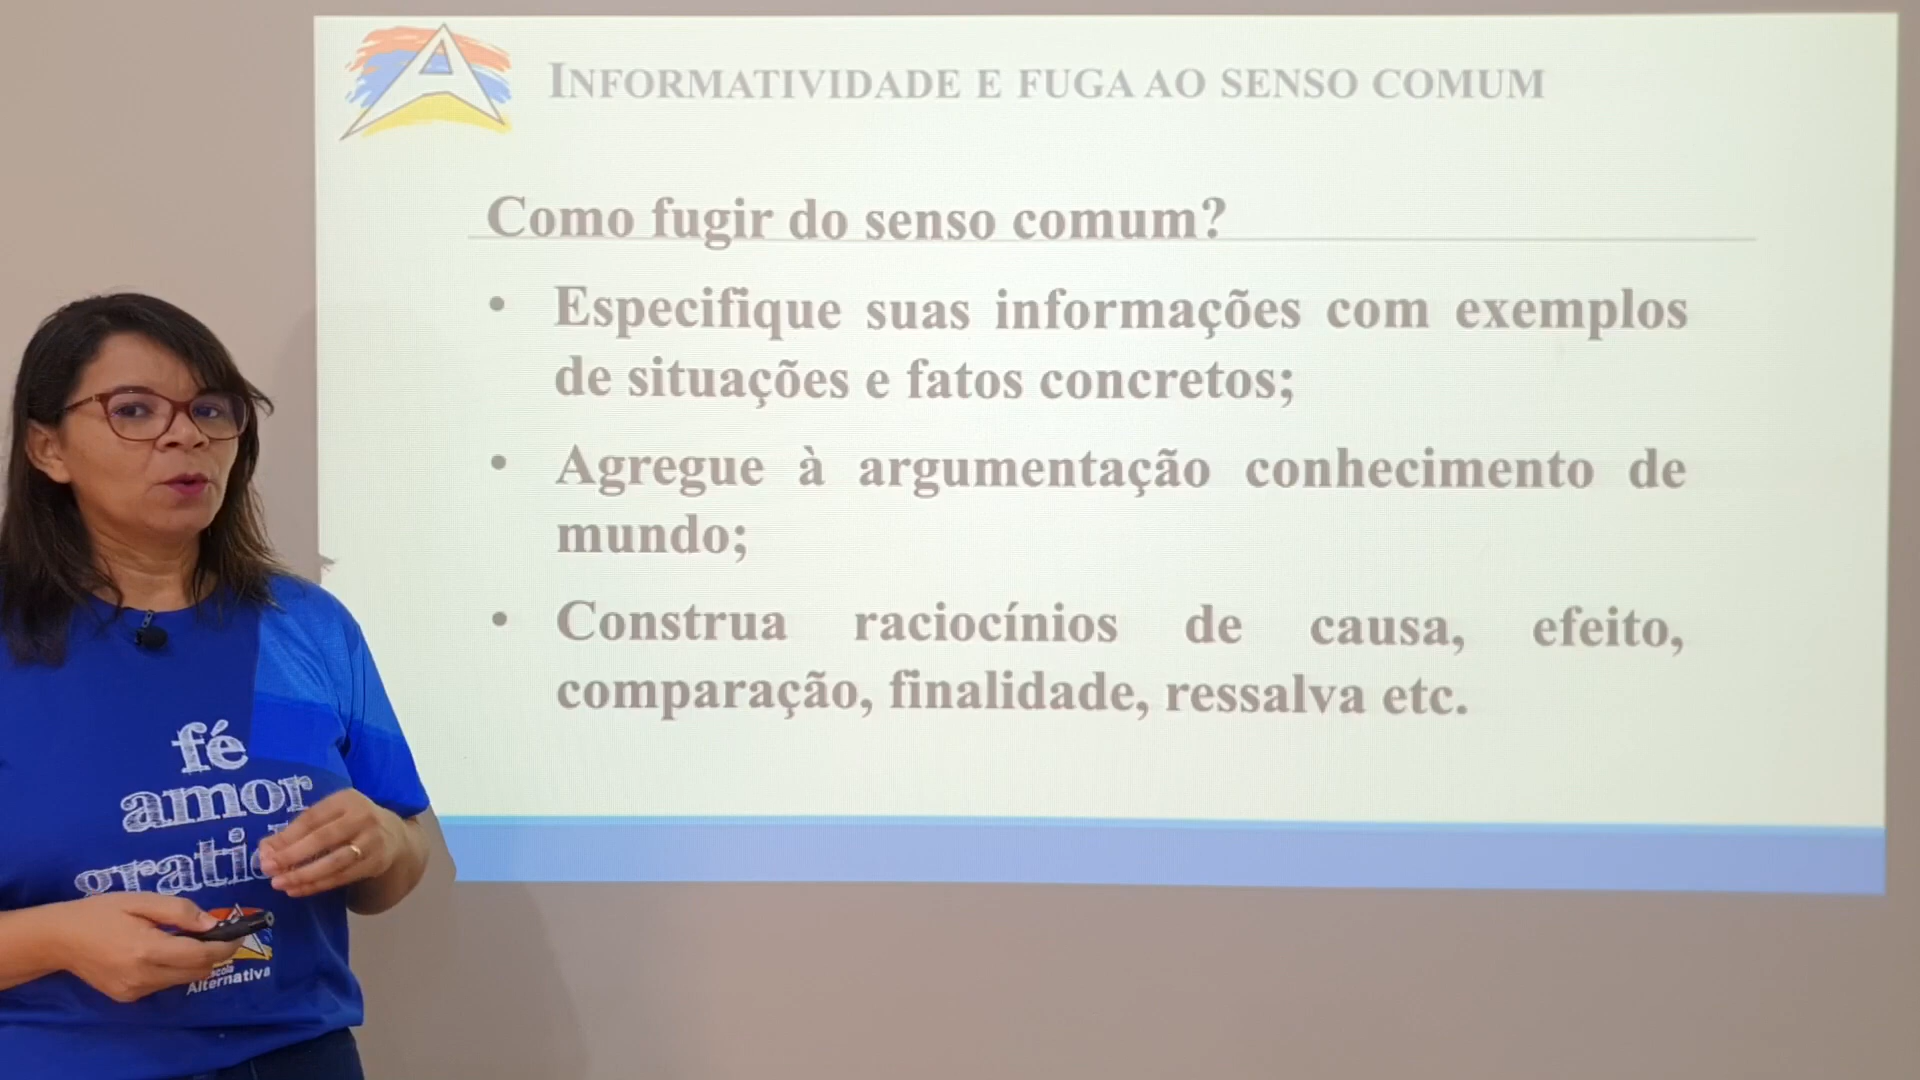 INFORMATIVIDADE E FUGA AO SENSO COMUM
Como fugir do senso comum?
• Especifique suas informações com exemplos
de situações e fatos concretos;
• Agregue à argumentação conhecimento de
mundo;
• Construa raciocínios de causa, efeito,
comparação, finalidade, ressalva etc.
fé
amor
Alternativa